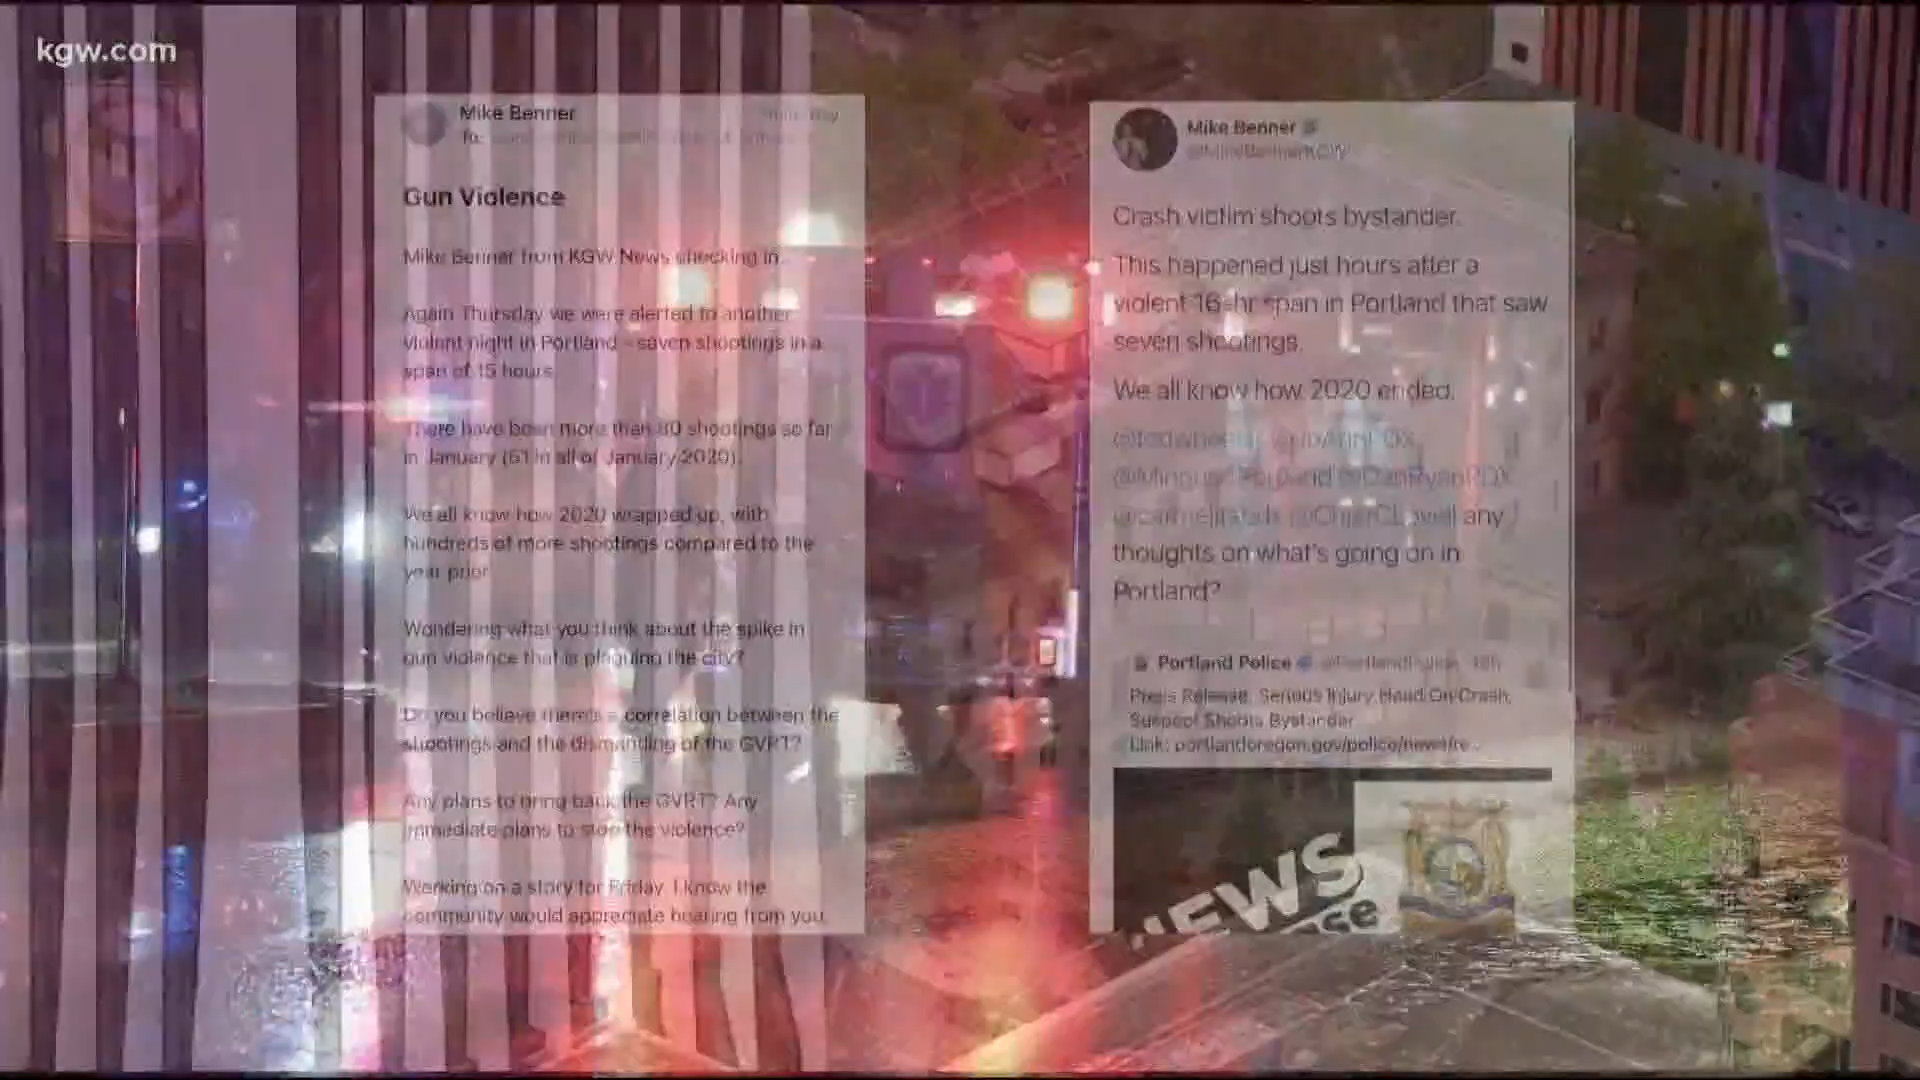 kgw.com
Mike Benner
To:
Gun Violence
Mike Benner from KGW News checking in.
Again Thursday we were alerted to another
violent night in Portland - seven shootings in a
span of 15 hours.
There have been more than 80 shootings so far
in January (61 in all of January 2020).
We all know how 2020 wrapped up, with
hundreds of more shootings compared to the
year prior.
Wondering what you think about the spike in
gun violence that is plaguing the city?
Do you believe there's a correlation between the
shootings and the dismantling of the GVRT?
Any plans to bring back the GVRT? Any
immediate plans to stop the violence?
Working on a story for Friday. I know the
community would appreciate hearing from you.
Mike Benner
Crash victim shoots bystander.
This happened just hours after a
violent 16-hr span in Portland that saw
seven shootings.
We all know how 2020 ended.
@tedwheeler
@DanRyanPDX
any
thoughts on what's going on in
Portland?
Portland Police
Press Release: Serious Injury Head On Crash,
Suspect Shoots Bystander
Link: portlandoregon.gov/police/news/re...
NEWS